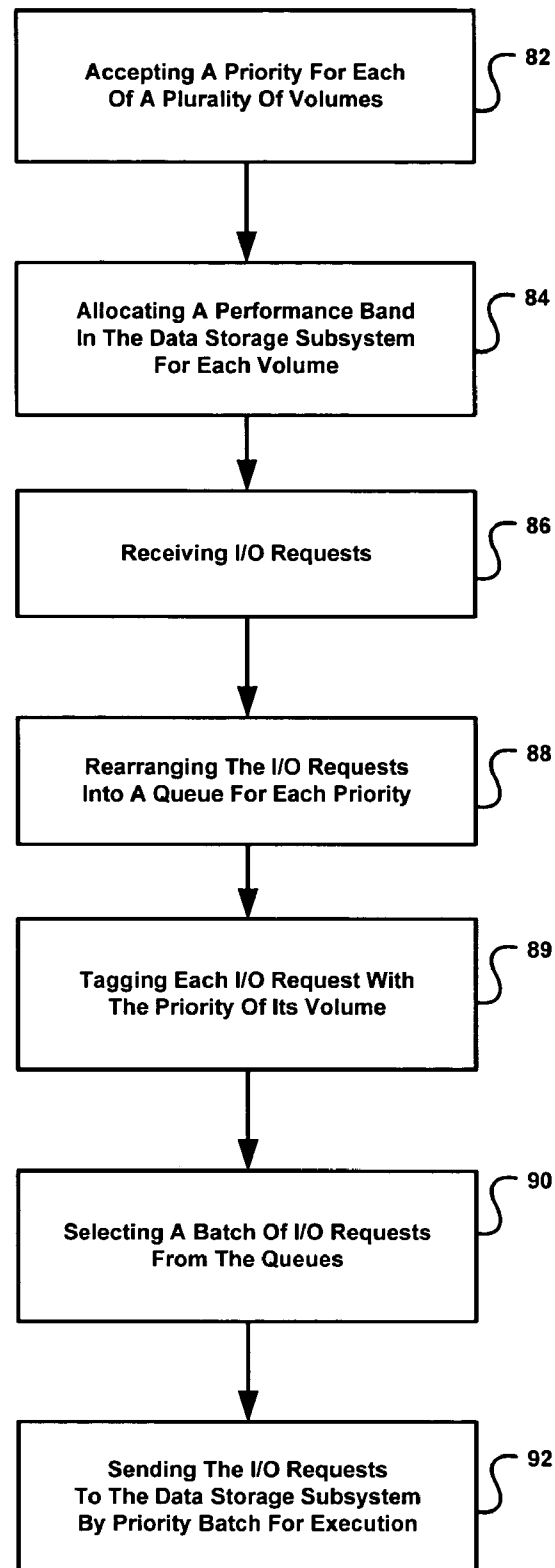 Accepting A Priority For Each
Of A Plurality Of Volumes
82
Allocating A Performance Band
In The Data Storage Subsystem
For Each Volume
84
Receiving I/O Requests
86
Rearranging The I/O Requests
Into A Queue For Each Priority
88
Tagging Each I/O Request With
The Priority Of Its Volume
89
Selecting A Batch Of I/O Requests
From The Queues
90
Sending The I/O Requests
To The Data Storage Subsystem
By Priority Batch For Execution
92